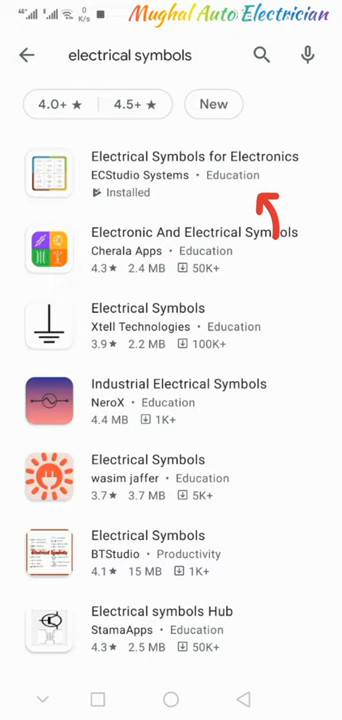 0
K/s
Mughal Auto Electrician
electrical symbols
4.0+ ★ 4.5+ ★ New
Electrical Symbols for Electronics
ECStudio Systems • Education
Installed
Electronic And Electrical Symbols
Cherala Apps • Education
4.3★ 2.4 MB 50K+
Electrical Symbols
Xtell Technologies • Education
3.9★ 2.2 MB 100K+
Industrial Electrical Symbols
NeroX • Education
4.4 MB 1K+
Electrical Symbols
wasim jaffer • Education
3.7★ 3.7 MB 5K+
Electrical Symbols
BTStudio • Productivity
4.1★ 15 MB 1K+
Electrical symbols Hub
StamaApps • Education
4.3★ 2.5 MB 50K+